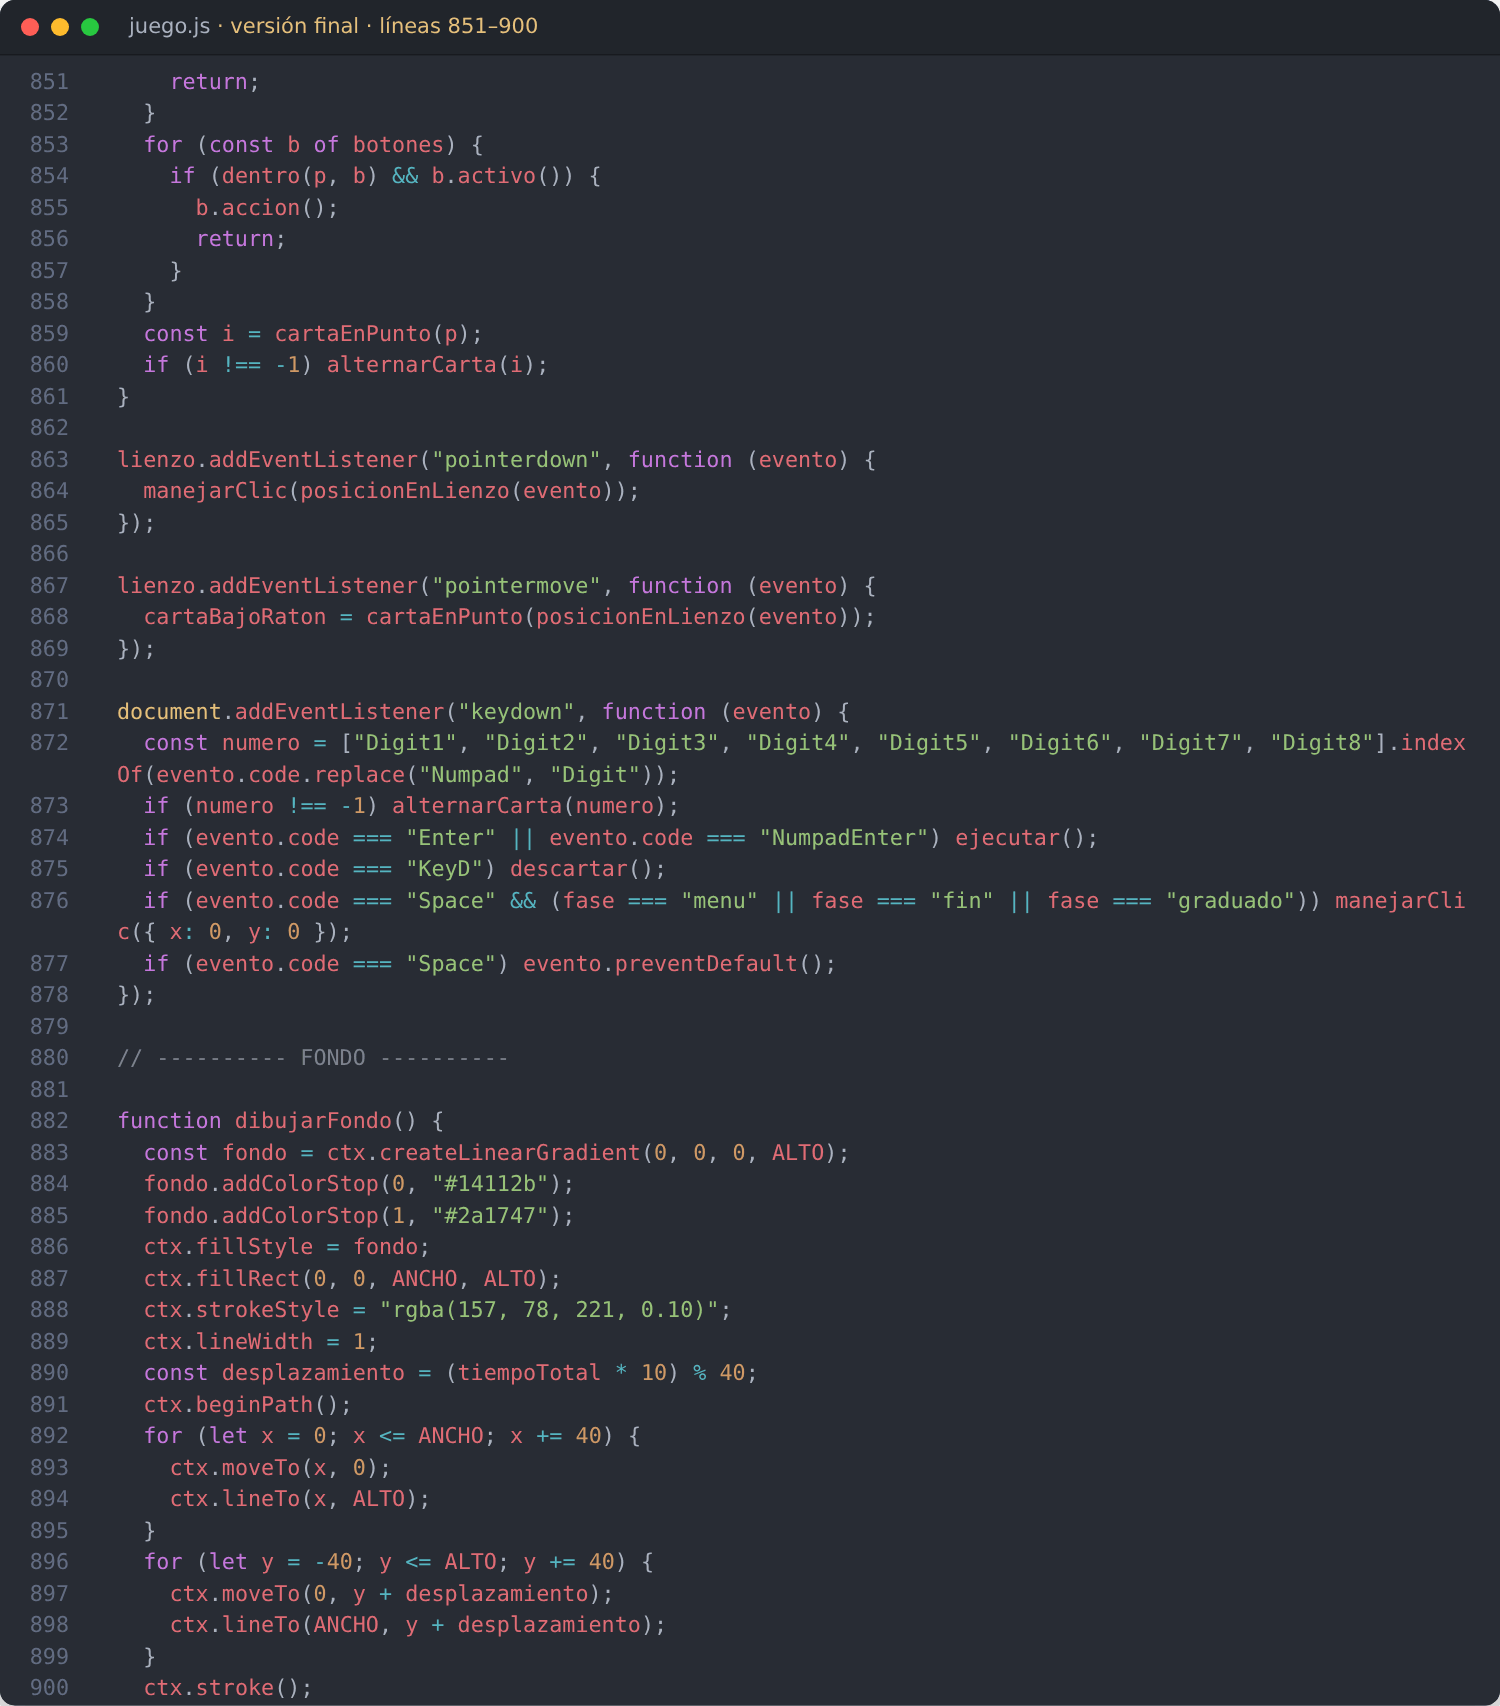 juego.js · versión final · líneas 851–900
851       return;
852     }
853     for (const b of botones) {
854       if (dentro(p, b) && b.activo()) {
855         b.accion();
856         return;
857       }
858     }
859     const i = cartaEnPunto(p);
860     if (i !== -1) alternarCarta(i);
861   }
862
863   lienzo.addEventListener("pointerdown", function (evento) {
864     manejarClic(posicionEnLienzo(evento));
865   });
866
867   lienzo.addEventListener("pointermove", function (evento) {
868     cartaBajoRaton = cartaEnPunto(posicionEnLienzo(evento));
869   });
870
871   document.addEventListener("keydown", function (evento) {
872     const numero = ["Digit1", "Digit2", "Digit3", "Digit4", "Digit5", "Digit6", "Digit7", "Digit8"].index
Of(evento.code.replace("Numpad", "Digit"));
873     if (numero !== -1) alternarCarta(numero);
874     if (evento.code === "Enter" || evento.code === "NumpadEnter") ejecutar();
875     if (evento.code === "KeyD") descartar();
876     if (evento.code === "Space" && (fase === "menu" || fase === "fin" || fase === "graduado")) manejarCli
c({ x: 0, y: 0 });
877     if (evento.code === "Space") evento.preventDefault();
878   });
879
880   // ---------- FONDO ----------
881
882   function dibujarFondo() {
883     const fondo = ctx.createLinearGradient(0, 0, 0, ALTO);
884     fondo.addColorStop(0, "#14112b");
885     fondo.addColorStop(1, "#2a1747");
886     ctx.fillStyle = fondo;
887     ctx.fillRect(0, 0, ANCHO, ALTO);
888     ctx.strokeStyle = "rgba(157, 78, 221, 0.10)";
889     ctx.lineWidth = 1;
890     const desplazamiento = (tiempoTotal * 10) % 40;
891     ctx.beginPath();
892     for (let x = 0; x <= ANCHO; x += 40) {
893       ctx.moveTo(x, 0);
894       ctx.lineTo(x, ALTO);
895     }
896     for (let y = -40; y <= ALTO; y += 40) {
897       ctx.moveTo(0, y + desplazamiento);
898       ctx.lineTo(ANCHO, y + desplazamiento);
899     }
900     ctx.stroke();